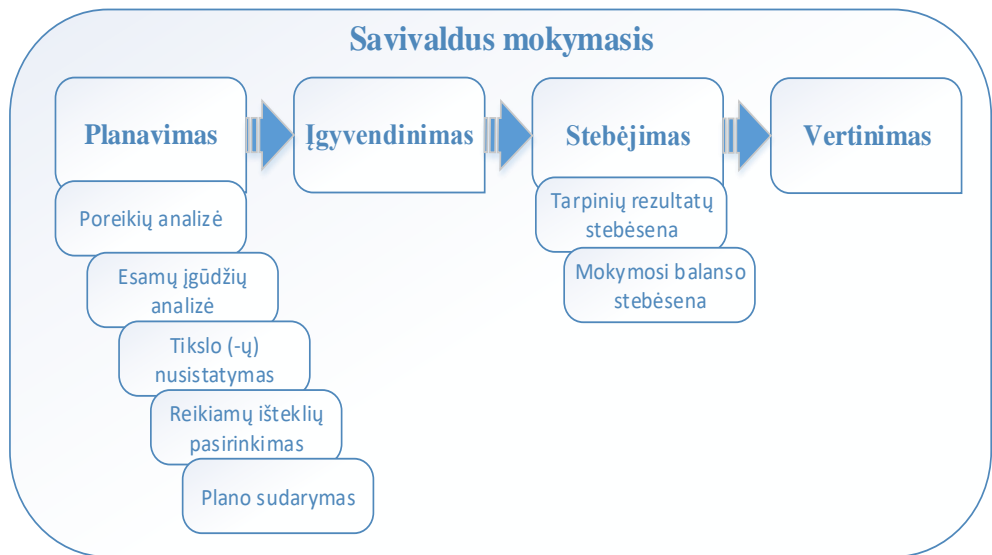 Savivaldus mokymasis
Planavimas
Įgyvendinimas
Stebėjimas
Vertinimas
Poreikių analizė
Esamų įgūdžių
analizė
Tikslo (-ų)
nusistatymas
Reikiamų išteklių
pasirinkimas
Plano sudarymas
Tarpinių rezultatų
stebėsena
Mokymosi balanso
stebėsena